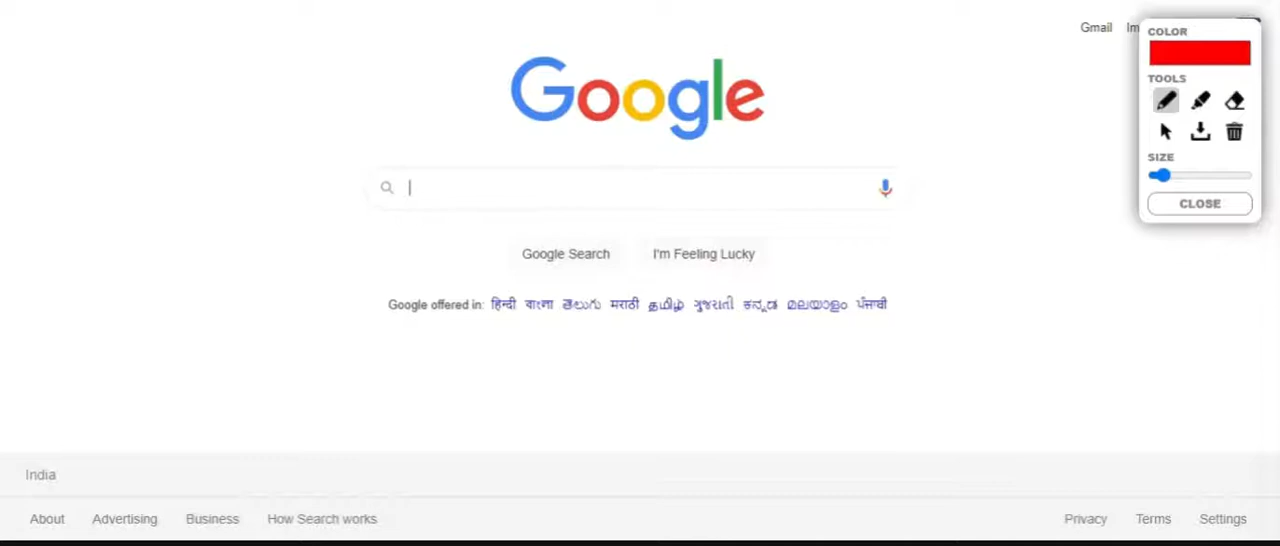 Gmail Im
COLOR
TOOLS
SIZE
CLOSE
Google
Google Search I'm Feeling Lucky
Google offered in: हिन्दी বাংলা తెలుగు मराठी தமிழ் ગુજરાતી ಕನ್ನಡ മലയാളം ਪੰਜਾਬੀ
India
About Advertising Business How Search works Privacy Terms Settings